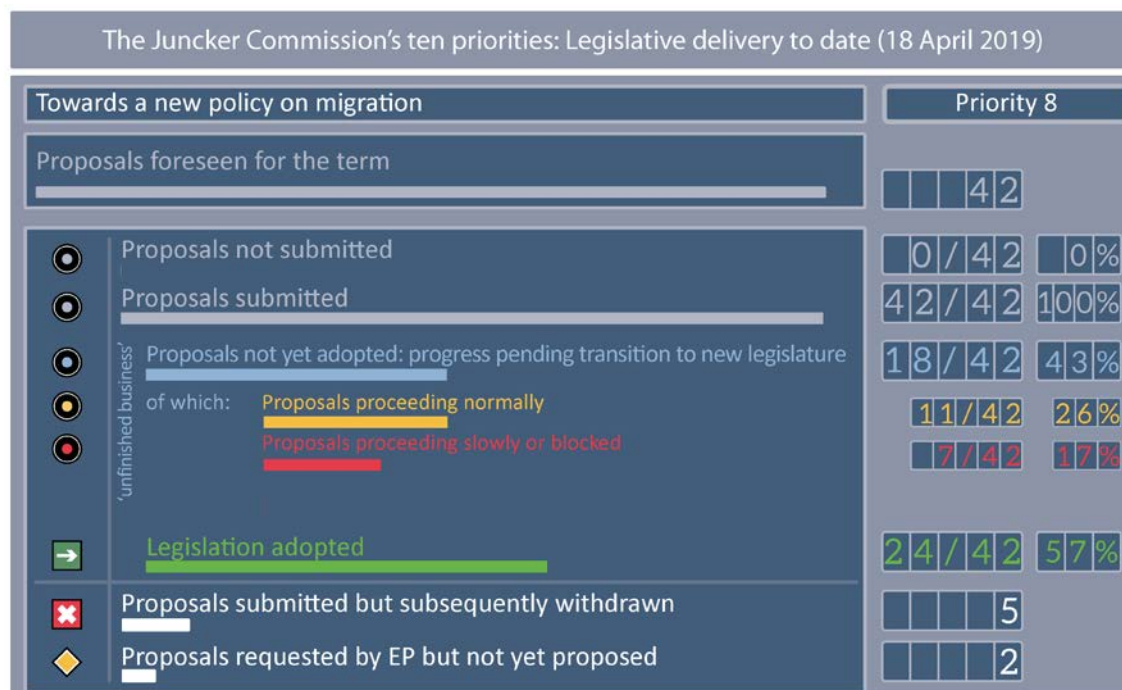 The Juncker Commission's ten priorities: Legislative delivery to date (18 April 2019)
Towards a new policy on migration
Priority 8
Proposals foreseen for the term
42
Proposals not submitted
0/42 0%
Proposals submitted
42/42 100%
'unfinished business'
Proposals not yet adopted: progress pending transition to new legislature
18/42 43%
of which: Proposals proceeding normally
11/42 26%
Proposals proceeding slowly or blocked
7/42 17%
Legislation adopted
24/42 57%
Proposals submitted but subsequently withdrawn
5
Proposals requested by EP but not yet proposed
2